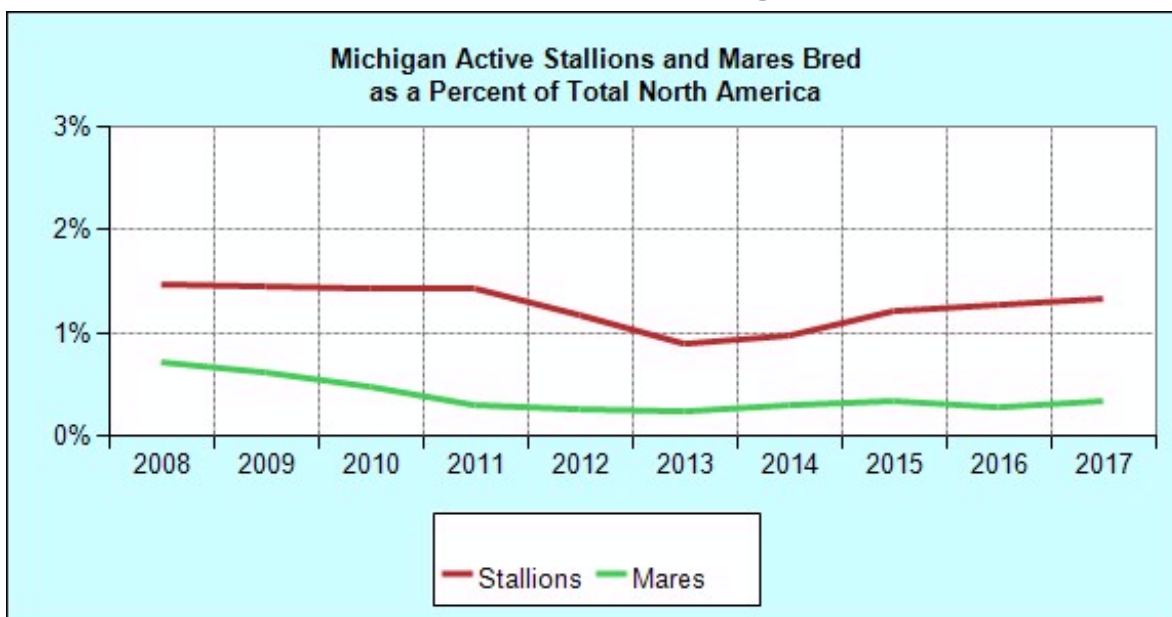 Michigan Active Stallions and Mares Bred
as a Percent of Total North America
3%
2%
1%
0%
2008 2009 2010 2011 2012 2013 2014 2015 2016 2017
Stallions Mares